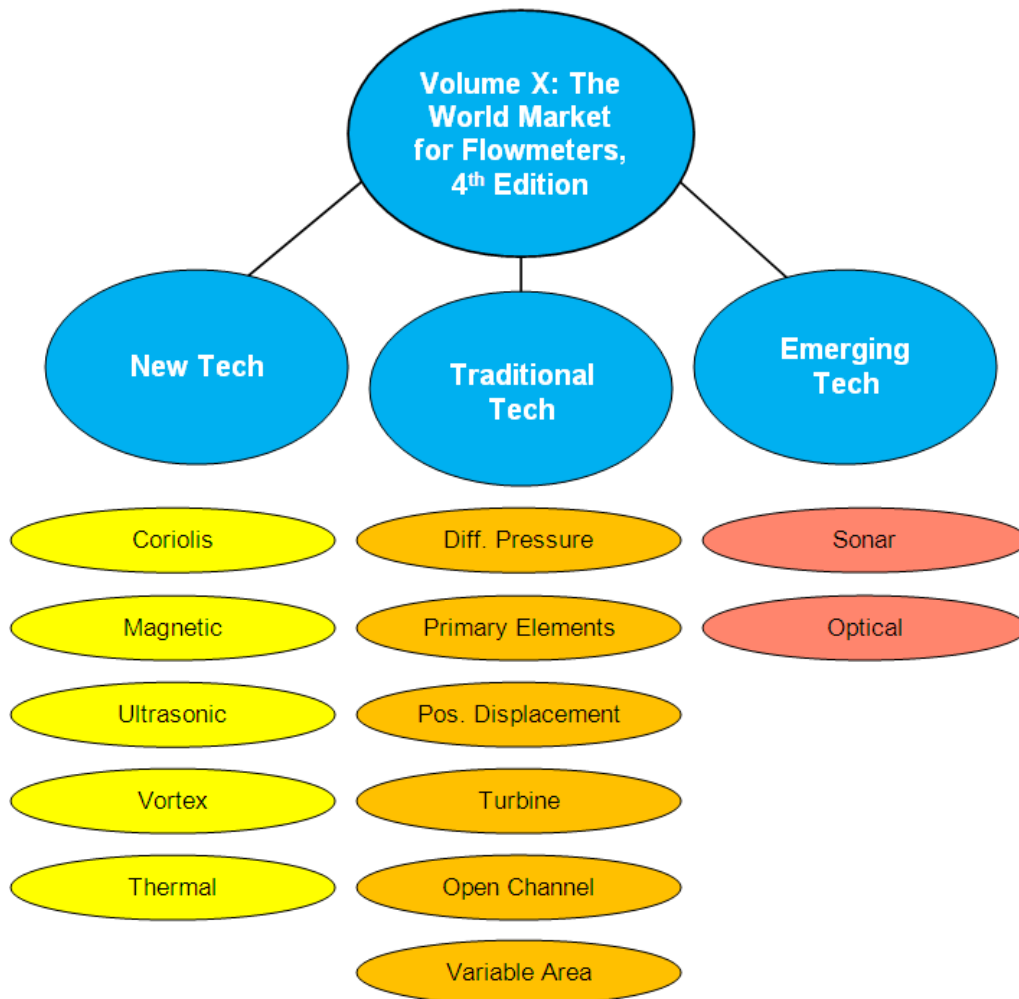 Volume X: The
World Market
for Flowmeters,
4th Edition
New Tech
Traditional
Tech
Emerging
Tech
Coriolis
Diff. Pressure
Sonar
Magnetic
Primary Elements
Optical
Ultrasonic
Pos. Displacement
Vortex
Turbine
Thermal
Open Channel
Variable Area